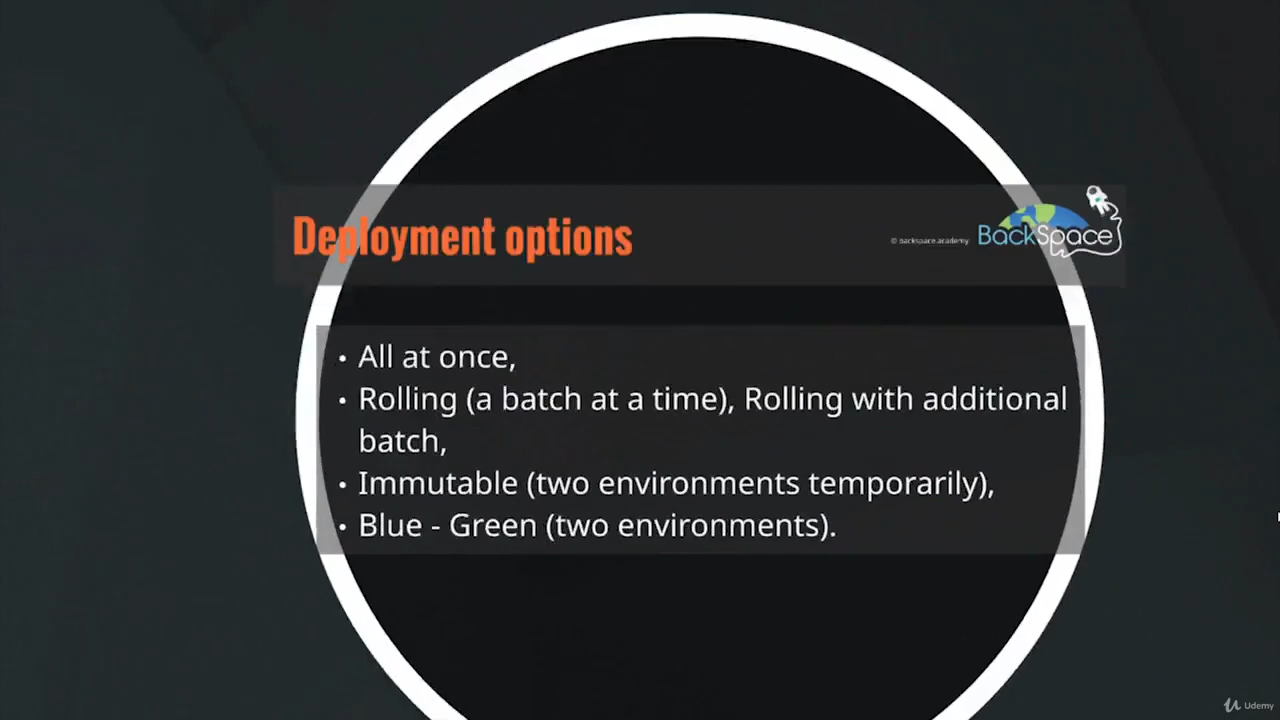 Deployment options
© backspace.academy
BackSpace
• All at once,
• Rolling (a batch at a time), Rolling with additional
batch,
• Immutable (two environments temporarily),
• Blue - Green (two environments).
Udemy